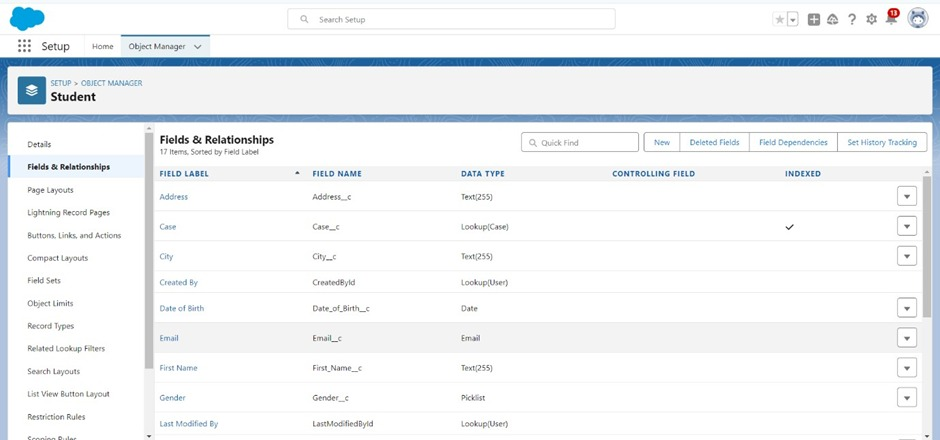 Search Setup
13
Setup
Home
Object Manager
SETUP > OBJECT MANAGER
Student
Details
Fields & Relationships
Page Layouts
Lightning Record Pages
Buttons, Links, and Actions
Compact Layouts
Field Sets
Object Limits
Record Types
Related Lookup Filters
Search Layouts
List View Button Layout
Restriction Rules
Scoping Rules
Fields & Relationships
17 Items, Sorted by Field Label
Quick Find
New
Deleted Fields
Field Dependencies
Set History Tracking
FIELD LABEL FIELD NAME DATA TYPE CONTROLLING FIELD INDEXED
Address Address__c Text(255)
Case Case__c Lookup(Case)
City City__c Text(255)
Created By CreatedById Lookup(User)
Date of Birth Date_of_Birth__c Date
Email Email__c Email
First Name First_Name__c Text(255)
Gender Gender__c Picklist
Last Modified By LastModifiedById Lookup(User)